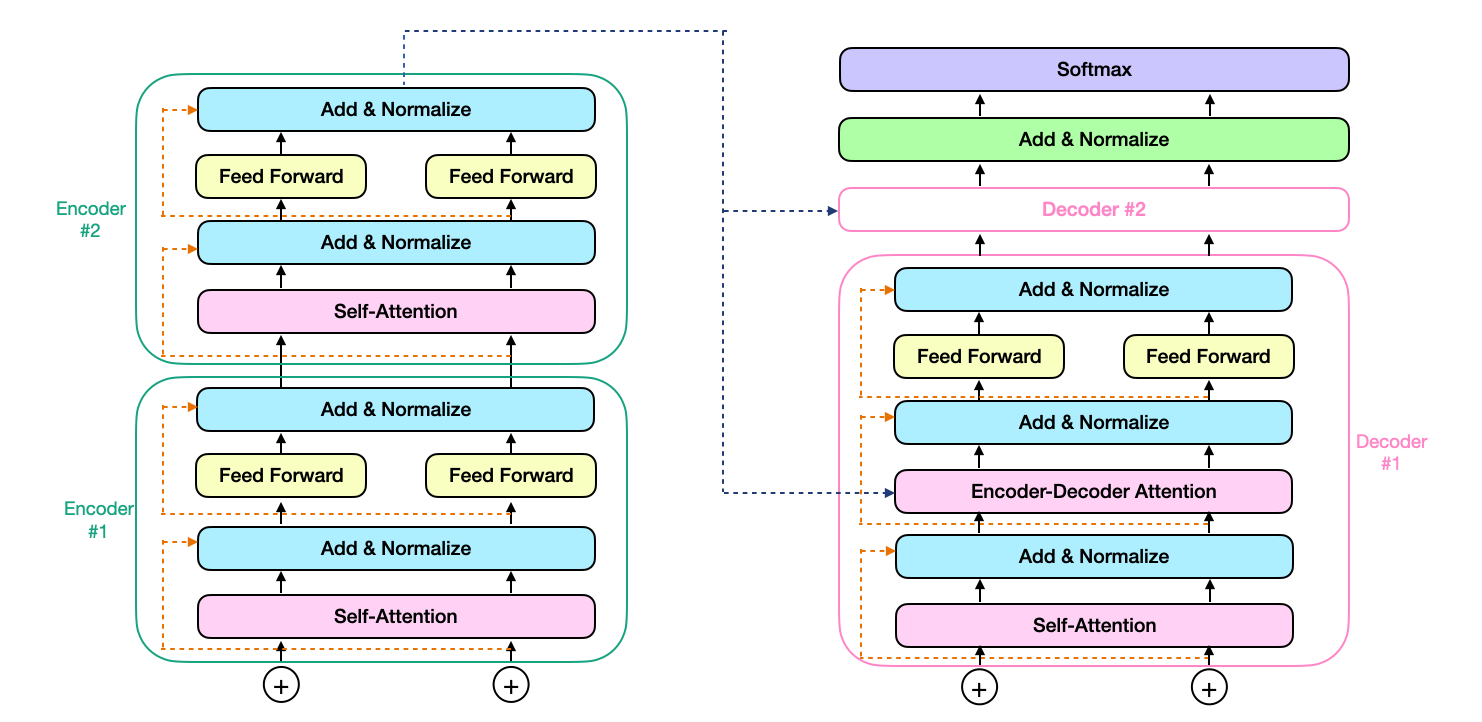 Add & Normalize
Feed Forward
Feed Forward
Encoder
#2
Add & Normalize
Self-Attention
Add & Normalize
Feed Forward
Feed Forward
Encoder
#1
Add & Normalize
Self-Attention
+
+
Softmax
Add & Normalize
Decoder #2
Add & Normalize
Feed Forward
Feed Forward
Add & Normalize
Decoder
#1
Encoder-Decoder Attention
Add & Normalize
Self-Attention
+
+